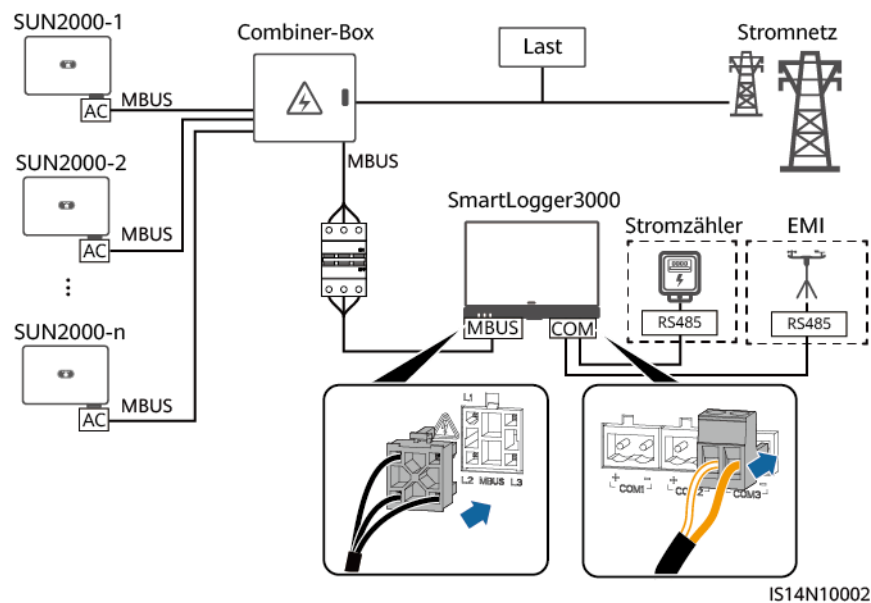 SUN2000-1
Combiner-Box
Last
Stromnetz
AC
MBUS
SUN2000-2
MBUS
AC
MBUS
SmartLogger3000
Stromzähler
EMI
SUN2000-n
MBUS
COM
RS485
RS485
AC
MBUS
L1
L2 MBUS L3
+ -
COM1
+
COM2
-
COM3
IS14N10002